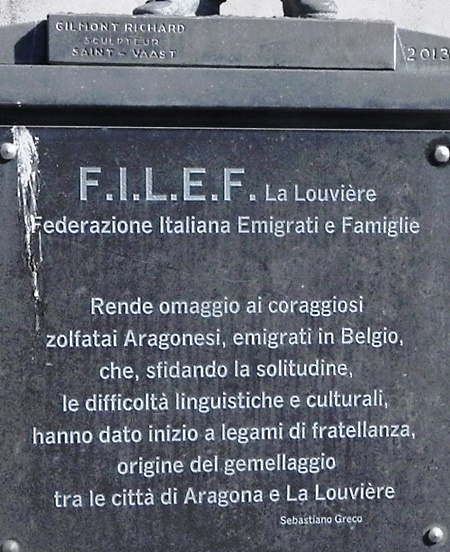 GILMONT RICHARD
SCULPTEUR
SAINT - VAAST
2013
F.I.L.E.F. La Louvière
Federazione Italiana Emigrati e Famiglie
Rende omaggio ai coraggiosi
zolfatai Aragonesi, emigrati in Belgio,
che, sfidando la solitudine,
le difficoltà linguistiche e culturali,
hanno dato inizio a legami di fratellanza,
origine del gemellaggio
tra le città di Aragona e La Louvière
Sebastiano Greco